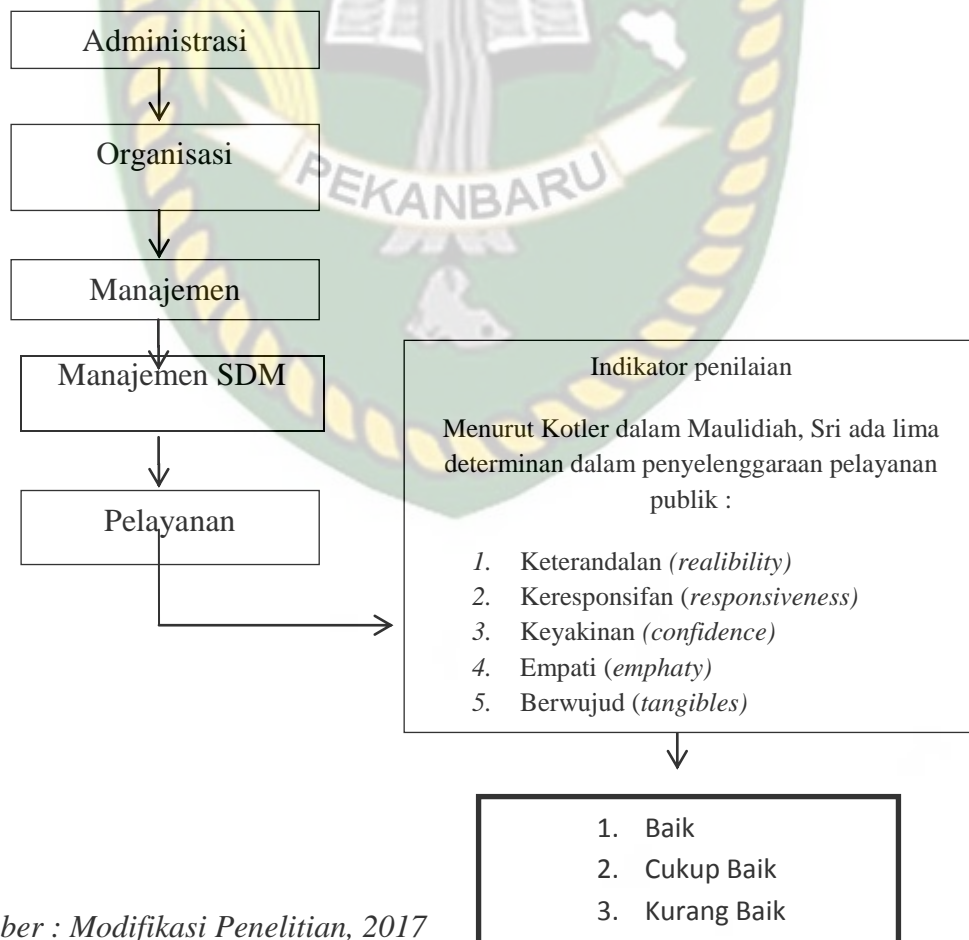 Administrasi
Organisasi
PEKANBARU
Manajemen
Manajemen SDM
Pelayanan
Indikator penilaian
Menurut Kotler dalam Maulidiah, Sri ada lima
determinan dalam penyelenggaraan pelayanan
publik :
1. Keterandalan (realibility)
2. Keresponsifan (responsiveness)
3. Keyakinan (confidence)
4. Empati (emphaty)
5. Berwujud (tangibles)
1. Baik
2. Cukup Baik
3. Kurang Baik
ber : Modifikasi Penelitian, 2017